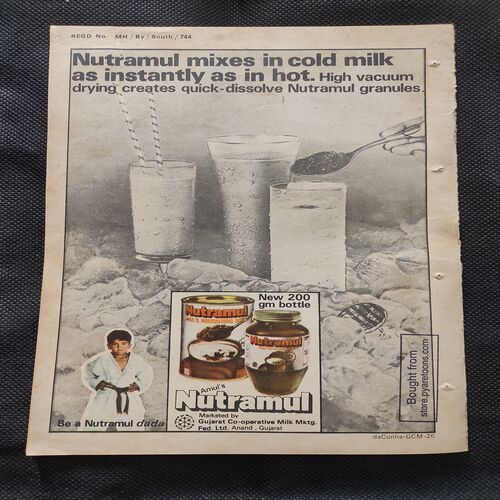 REGD No. MH / By / South / 744
Nutramul mixes in cold milk
as instantly as in hot. High vacuum
drying creates quick-dissolve Nutramul granules.
New 200
gm bottle
Nutramul
Nutramul
Amul's
Nutramul
Marketed by
Gujarat Co-operative Milk Mktg.
Fed. Ltd. Anand, Gujarat
Be a Nutramul dada
Bought from
store.pyaretoons.com
daCunha-GCM-26